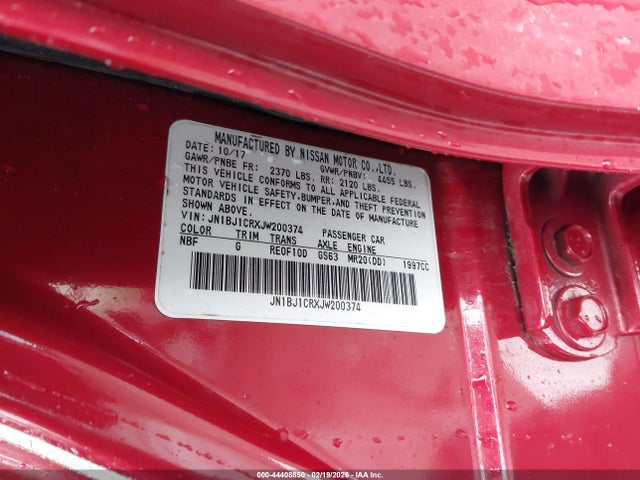 MANUFACTURED BY NISSAN MOTOR CO.,LTD.
DATE: 10/17 GVWR/PNBV: 4455 LBS.
GAWR/PNBE FR: 2370 LBS. RR: 2120 LBS.
THIS VEHICLE CONFORMS TO ALL APPLICABLE FEDERAL
MOTOR VEHICLE SAFETY,BUMPER, AND THEFT PREVENTION
STANDARDS IN EFFECT ON THE DATE OF MANUFACTURE
SHOWN ABOVE.
VIN: JN1BJ1CRXJW200374 PASSENGER CAR
COLOR TRIM TRANS AXLE ENGINE
NBF G RE0F10D GS63 MR20(DD) 1997CC
JN1BJ1CRXJW200374
000-44408850 - 02/19/2026 - IAA Inc.